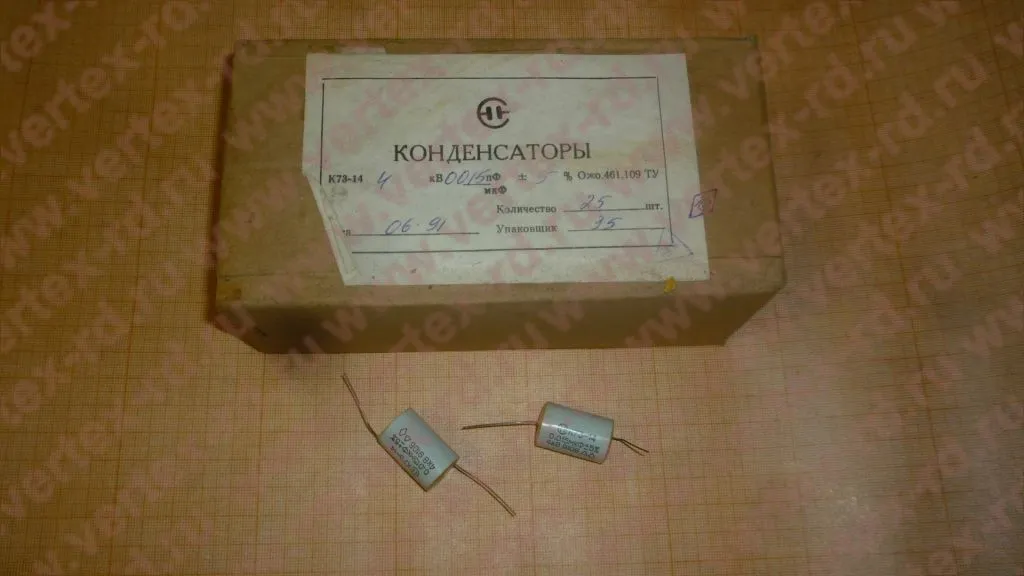 www.vertex-rd.ru
КОНДЕНСАТОРЫ
К73-14 4 кВ 0015 пФ ± 5 % Ожо.461.109 ТУ
мкФ
Количество 25 шт.
06.91 Упаковщик 35